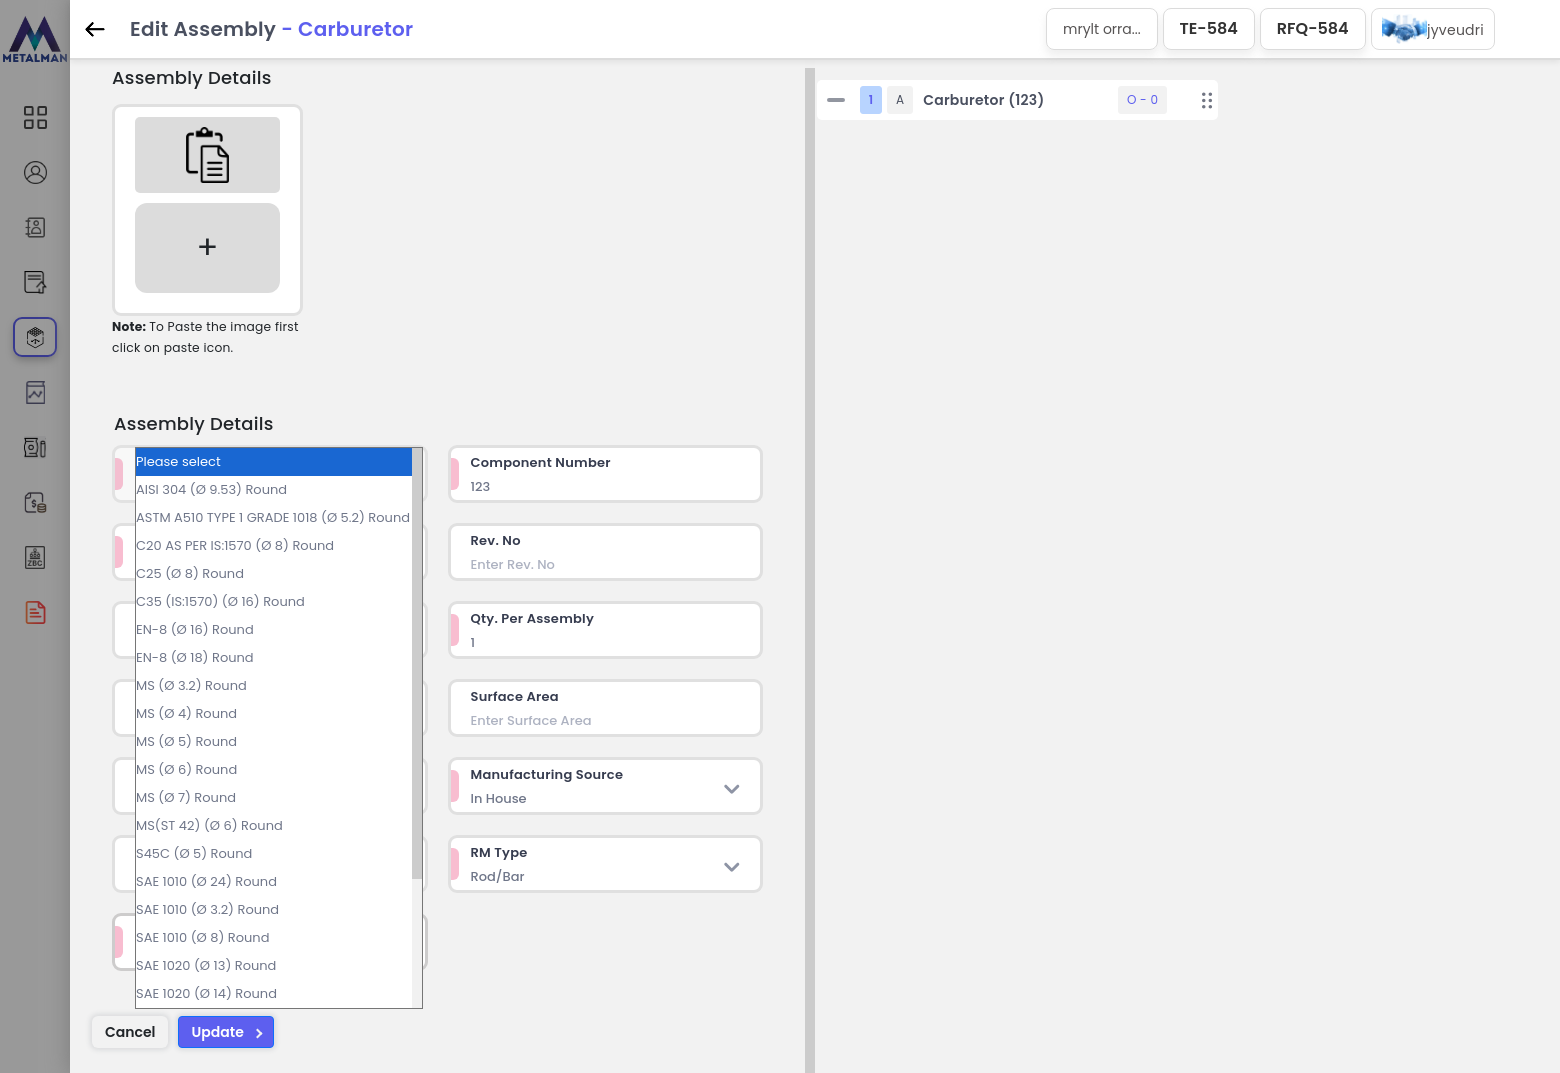 METALMAN
Edit Assembly - Carburetor
mrylt orra...
TE-584
RFQ-584
jyveudri
Assembly Details
+
Note: To Paste the image first
click on paste icon.
1
A
Carburetor (123)
O - 0
Assembly Details
Please select
AISI 304 (Ø 9.53) Round
ASTM A510 TYPE 1 GRADE 1018 (Ø 5.2) Round
C20 AS PER IS:1570 (Ø 8) Round
C25 (Ø 8) Round
C35 (IS:1570) (Ø 16) Round
EN-8 (Ø 16) Round
EN-8 (Ø 18) Round
MS (Ø 3.2) Round
MS (Ø 4) Round
MS (Ø 5) Round
MS (Ø 6) Round
MS (Ø 7) Round
MS(ST 42) (Ø 6) Round
S45C (Ø 5) Round
SAE 1010 (Ø 24) Round
SAE 1010 (Ø 3.2) Round
SAE 1010 (Ø 8) Round
SAE 1020 (Ø 13) Round
SAE 1020 (Ø 14) Round
Component Number
123
Rev. No
Enter Rev. No
Qty. Per Assembly
1
Surface Area
Enter Surface Area
Manufacturing Source
In House
RM Type
Rod/Bar
ZBC
Cancel
Update